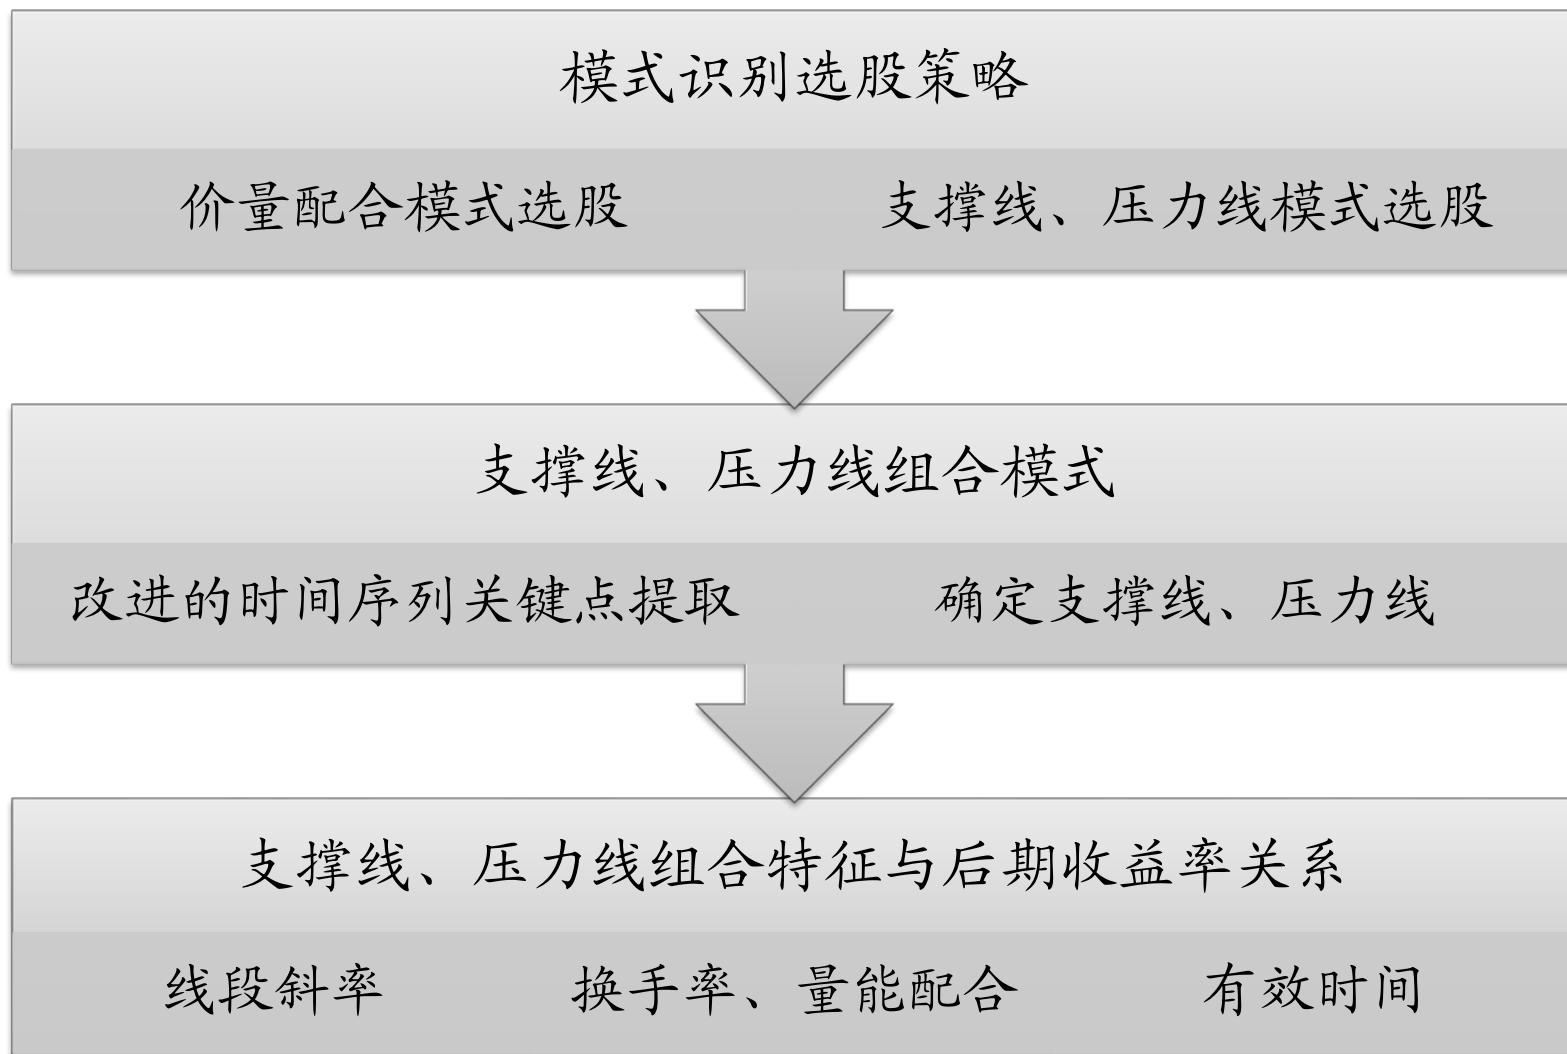 模式识别选股策略
价量配合模式选股 支撑线、压力线模式选股
支撑线、压力线组合模式
改进的时间序列关键点提取 确定支撑线、压力线
支撑线、压力线组合特征与后期收益率关系
线段斜率 换手率、量能配合 有效时间